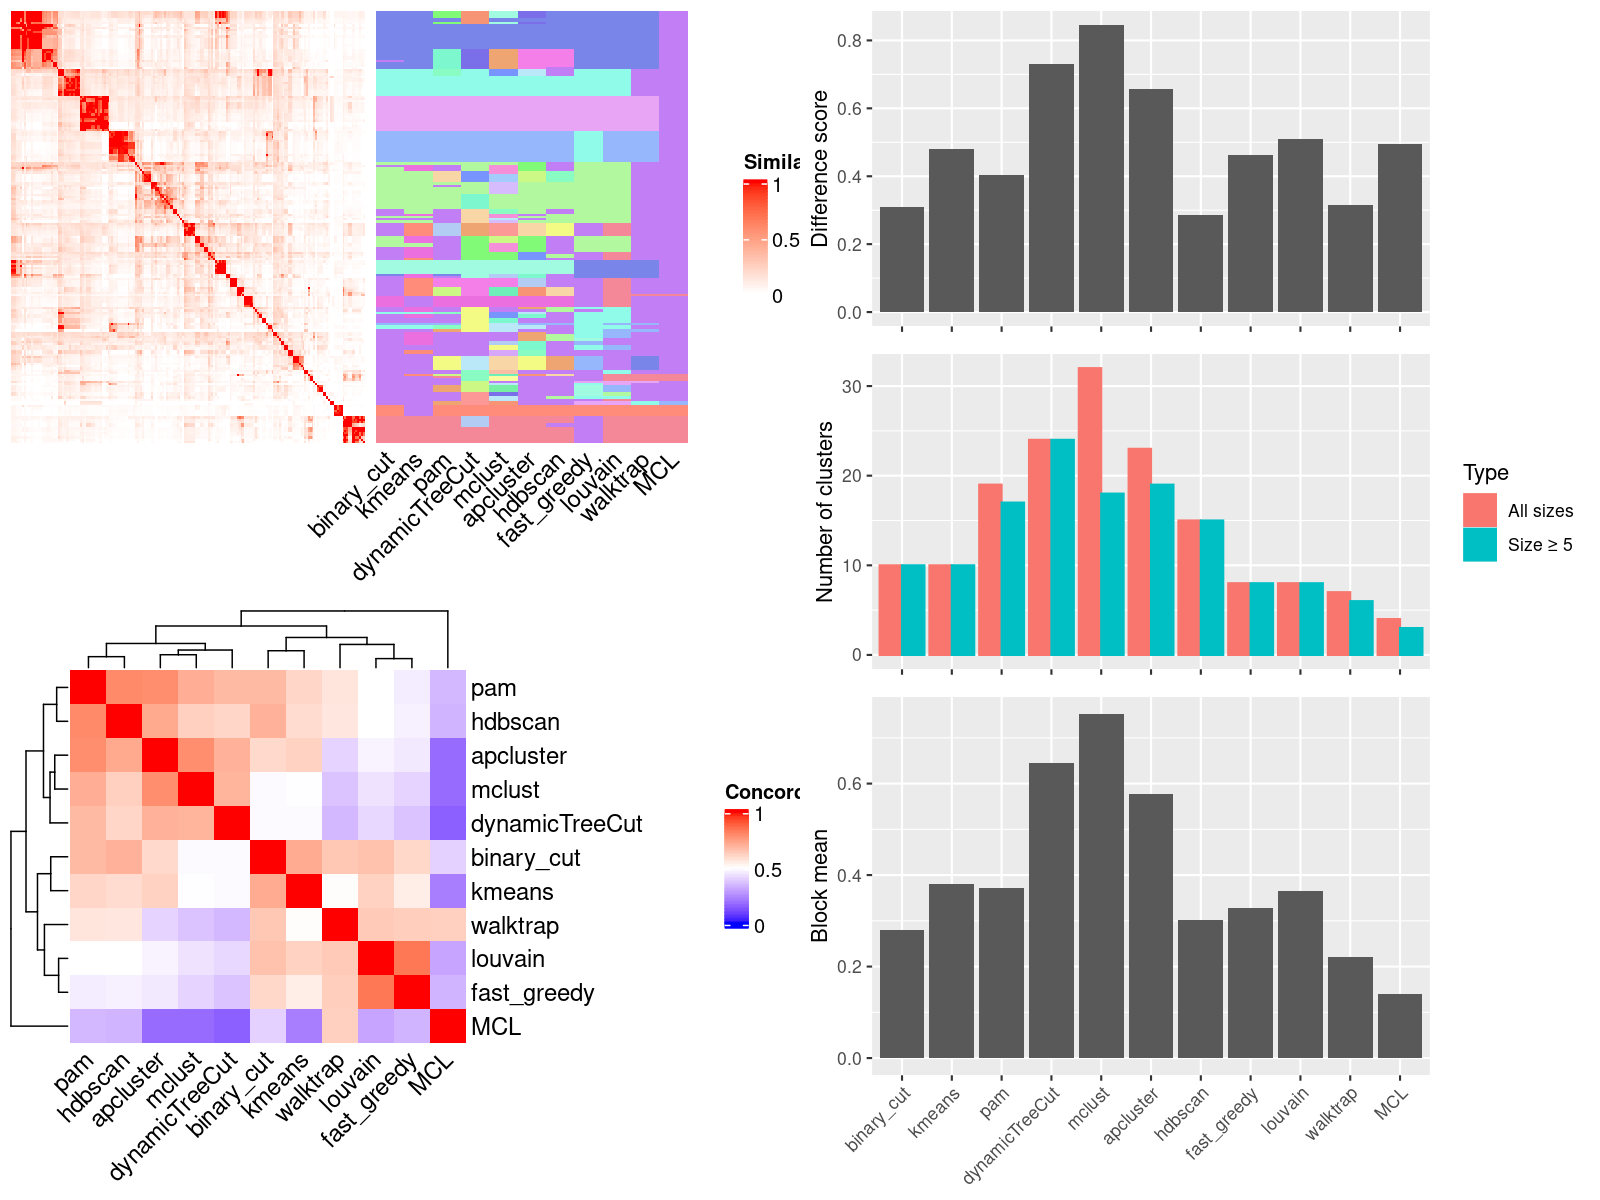 Simila
1
0.5
0
binary_cut
kmeans
pam
dynamicTreeCut
mclust
apcluster
hdbscan
fast_greedy
louvain
walktrap
MCL
pam
hdbscan
apcluster
mclust
dynamicTreeCut
binary_cut
kmeans
walktrap
louvain
fast_greedy
MCL
pam
hdbscan
apcluster
mclust
dynamicTreeCut
binary_cut
kmeans
walktrap
louvain
fast_greedy
MCL
Concord
1
0.5
0
Difference score
0.8
0.6
0.4
0.2
0.0
Number of clusters
30
20
10
0
Type
All sizes
Size ≥ 5
Block mean
0.6
0.4
0.2
0.0
binary_cut
kmeans
pam
dynamicTreeCut
mclust
apcluster
hdbscan
fast_greedy
louvain
walktrap
MCL